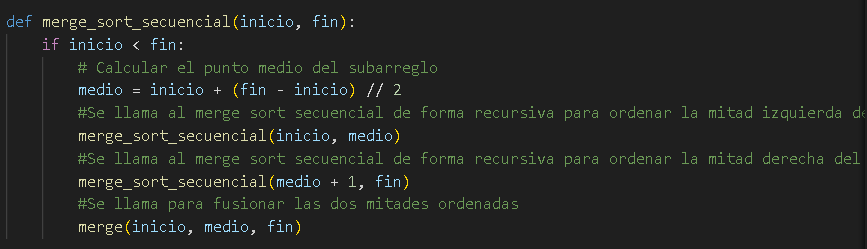 def merge_sort_secuencial(inicio, fin):
if inicio < fin:
# Calcular el punto medio del subarreglo
medio = inicio + (fin - inicio) // 2
#Se llama al merge sort secuencial de forma recursiva para ordenar la mitad izquierda
merge_sort_secuencial(inicio, medio)
#Se llama al merge sort secuencial de forma recursiva para ordenar la mitad derecha del
merge_sort_secuencial(medio + 1, fin)
#Se llama para fusionar las dos mitades ordenadas
merge(inicio, medio, fin)